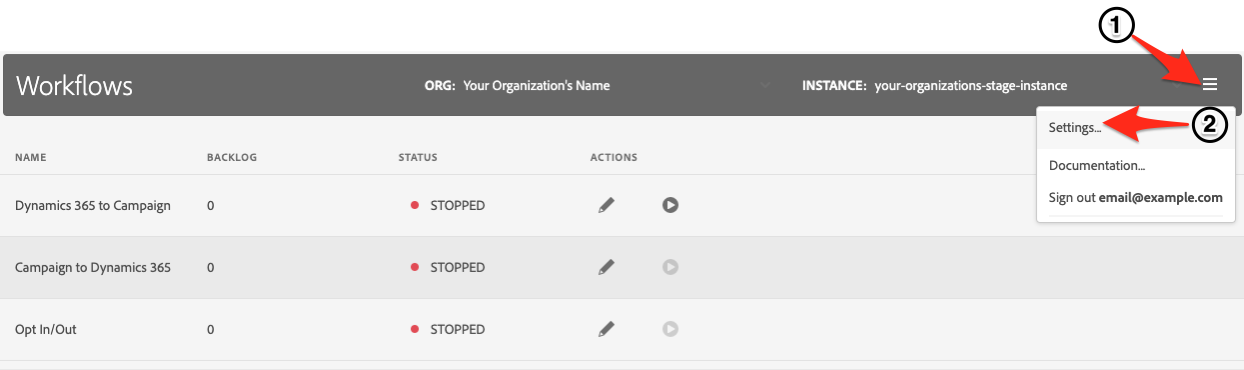 1
Workflows ORG: Your Organization's Name INSTANCE: your-organizations-stage-instance
Settings... 2
NAME BACKLOG STATUS ACTIONS
Documentation...
Dynamics 365 to Campaign 0 STOPPED
Sign out email@example.com
Campaign to Dynamics 365 0 STOPPED
Opt In/Out 0 STOPPED